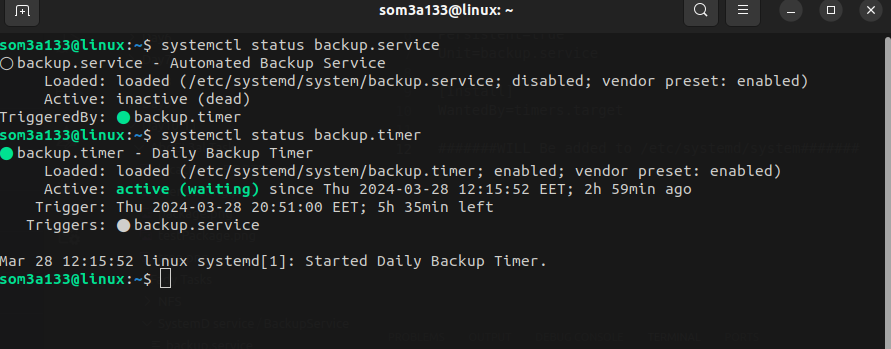 som3a133@linux: ~
som3a133@linux:~$ systemctl status backup.service
○ backup.service - Automated Backup Service
     Loaded: loaded (/etc/systemd/system/backup.service; disabled; vendor preset: enabled)
     Active: inactive (dead)
TriggeredBy: ● backup.timer
som3a133@linux:~$ systemctl status backup.timer
● backup.timer - Daily Backup Timer
     Loaded: loaded (/etc/systemd/system/backup.timer; enabled; vendor preset: enabled)
     Active: active (waiting) since Thu 2024-03-28 12:15:52 EET; 2h 59min ago
    Trigger: Thu 2024-03-28 20:51:00 EET; 5h 35min left
   Triggers: ● backup.service

Mar 28 12:15:52 linux systemd[1]: Started Daily Backup Timer.
som3a133@linux:~$